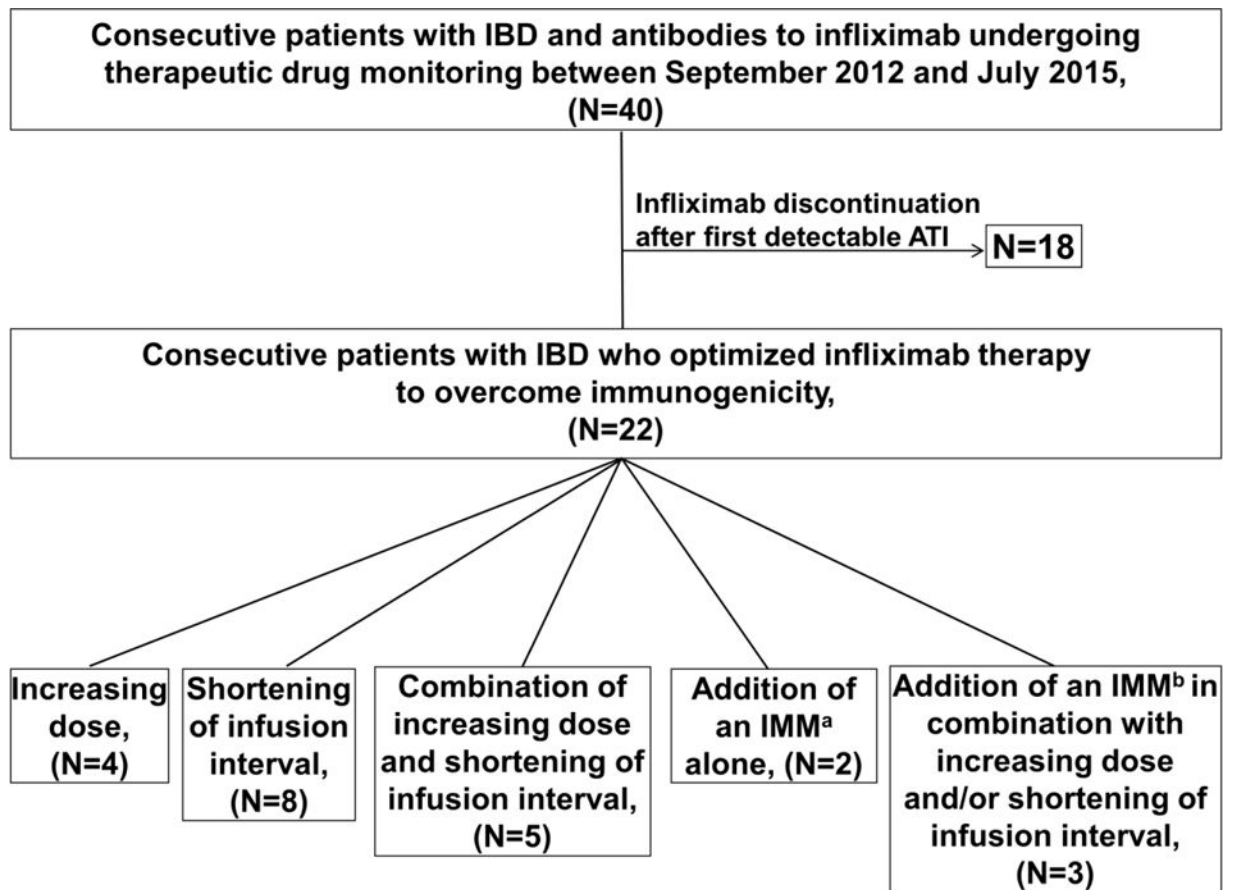 Consecutive patients with IBD and antibodies to infliximab undergoing
therapeutic drug monitoring between September 2012 and July 2015,
(N=40)
Infliximab discontinuation
after first detectable ATI
N=18
Consecutive patients with IBD who optimized infliximab therapy
to overcome immunogenicity,
(N=22)
Increasing
dose,
(N=4)
Shortening
of infusion
interval,
(N=8)
Combination of
increasing dose
and shortening of
infusion interval,
(N=5)
Addition of
an IMMᵃ
alone, (N=2)
Addition of an IMMᵇ in
combination with
increasing dose
and/or shortening of
infusion interval,
(N=3)